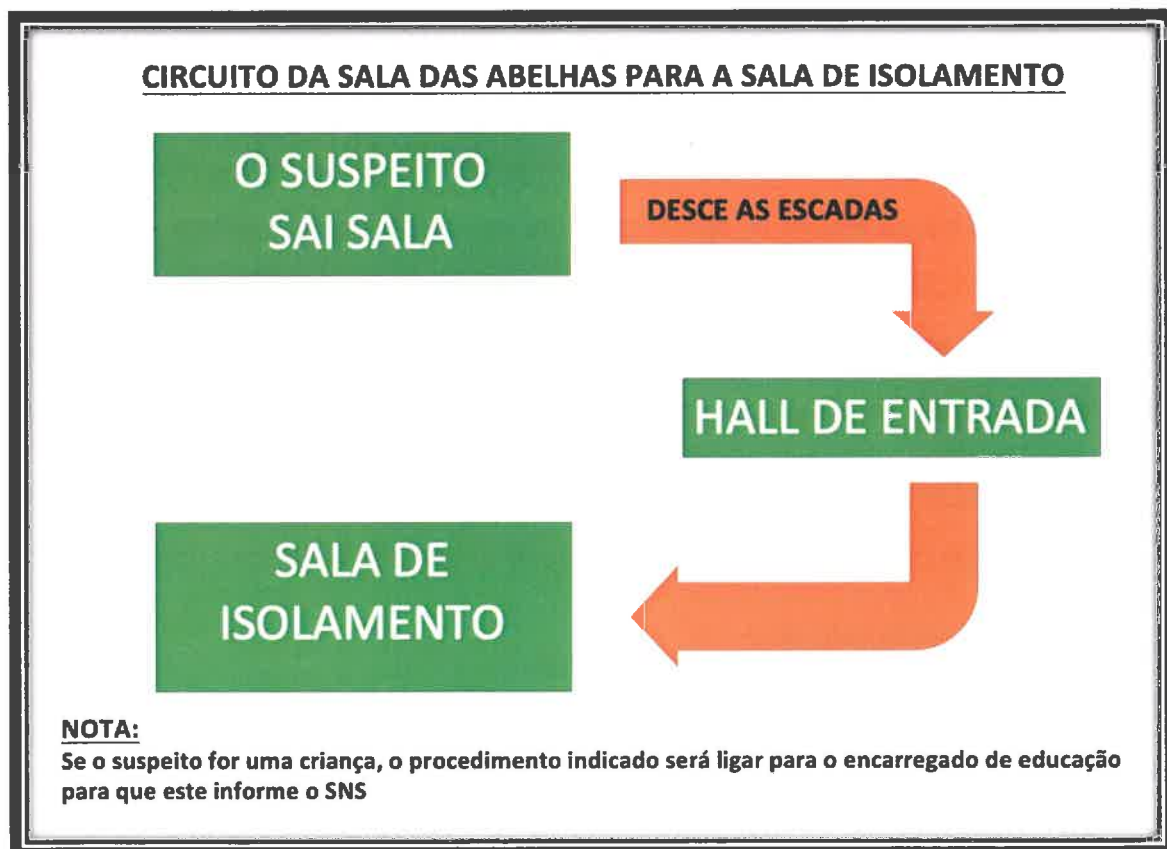 CIRCUITO DA SALA DAS ABELHAS PARA A SALA DE ISOLAMENTO
O SUSPEITO
SAI SALA
DESCE AS ESCADAS
HALL DE ENTRADA
SALA DE
ISOLAMENTO
NOTA:
Se o suspeito for uma criança, o procedimento indicado será ligar para o encarregado de educação
para que este informe o SNS